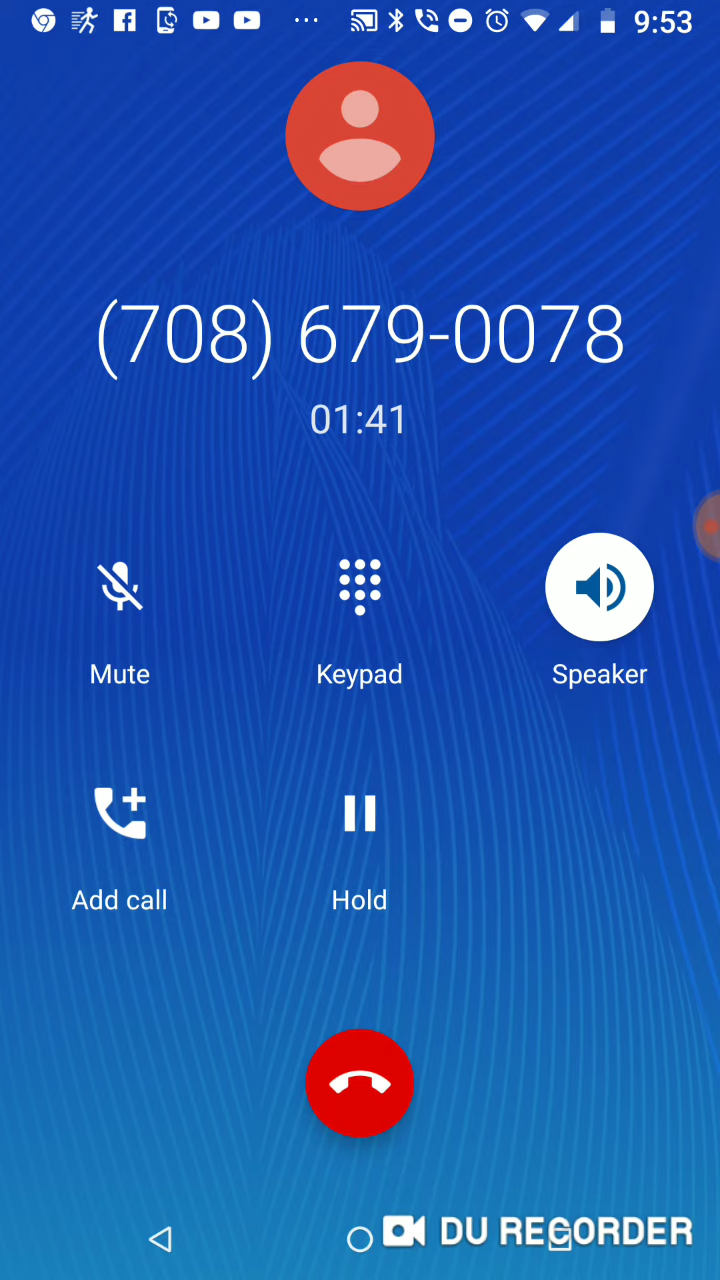 9:53
(708) 679-0078
01:41
Mute Keypad Speaker
Add call Hold
DU RECORDER